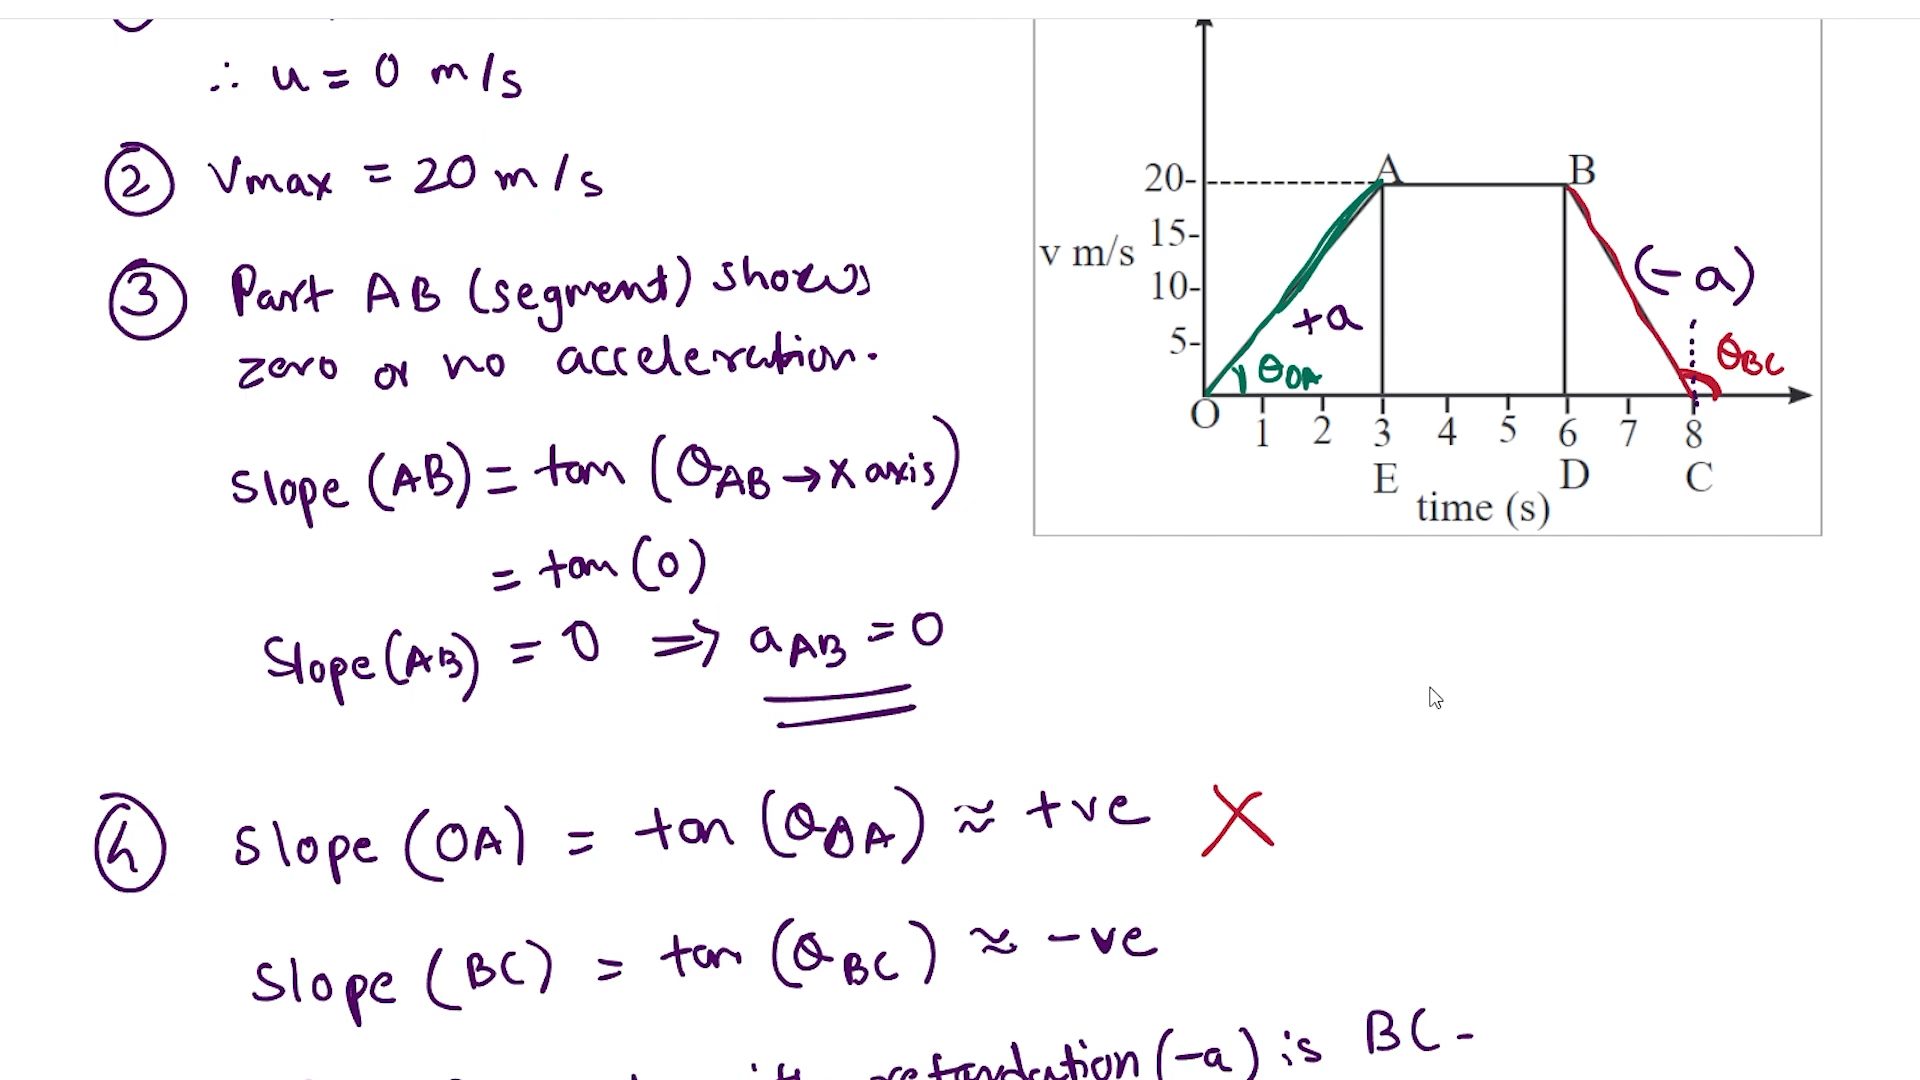 ∴ u = 0 m/s
② Vmax = 20 m/s
③ Part AB (segment) shows
zero or no acceleration.
Slope (AB) = tan (θAB → X axis)
= tan (0)
Slope (AB) = 0 ⇒ aAB = 0
④ Slope (OA) = tan (θOA) ≈ +ve X
Slope (BC) = tan (θBC) ≈ -ve
retardation (-a) is BC -
A B
20-
v m/s 15-
10-
5-
(-a)
+a
θOA
θBC
O 1 2 3 4 5 6 7 8
E D C
time (s)